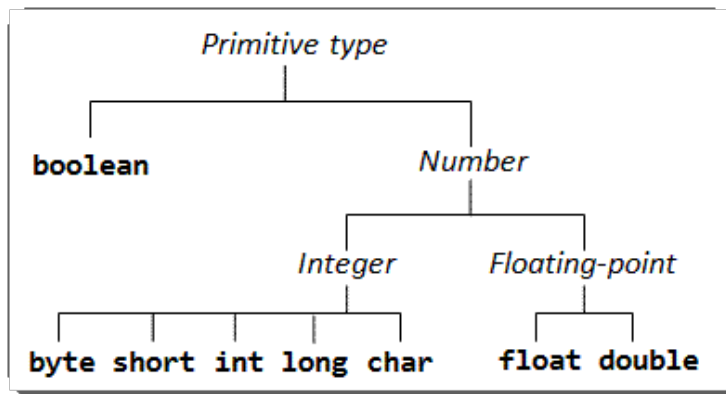 Primitive type
boolean
Number
Integer
Floating-point
byte short int long char
float double